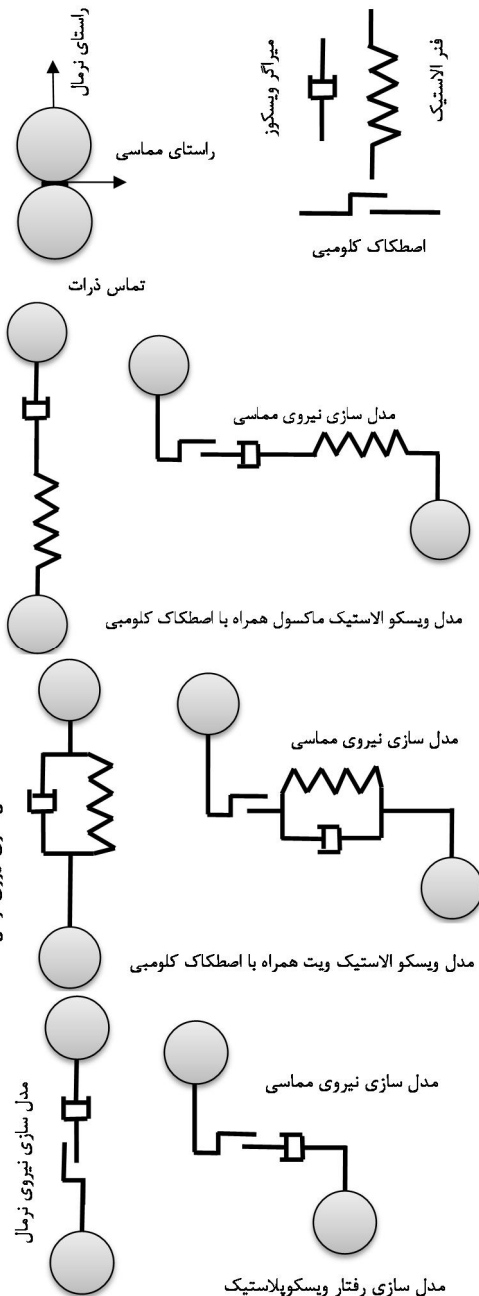 راستای نرمال
میراگر ویسکوز
فنر الاستیک
راستای مماسی
اصطکاک کلومبی
تماس ذرات
مدل سازی نیروی مماسی
مدل ویسکو الاستیک ماکسول همراه با اصطکاک کلومبی
مدل سازی نیروی مماسی
مدل ویسکو الاستیک ویت همراه با اصطکاک کلومبی
مدل سازی نیروی مماسی
مدل سازی نیروی نرمال
مدل سازی رفتار ویسکوپلاستیک